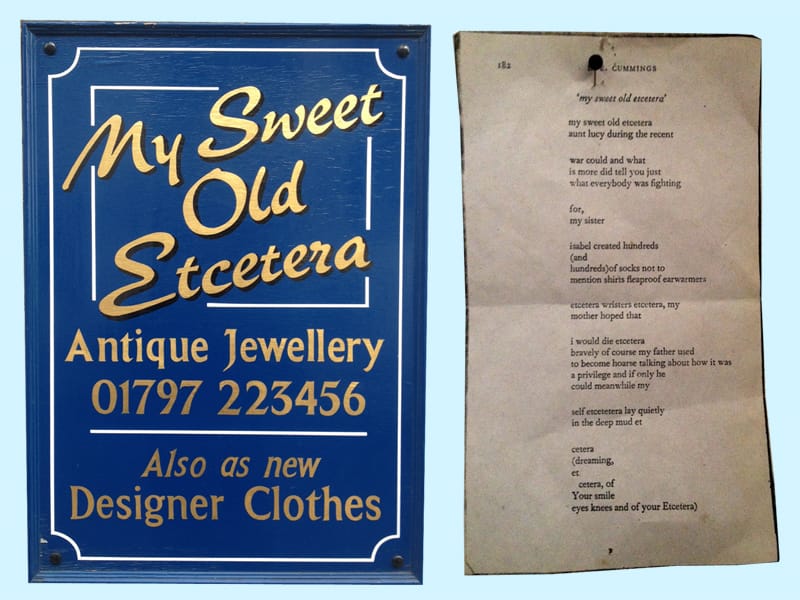 My Sweet
Old
Etcetera
Antique Jewellery
01797 223456
Also as new
Designer Clothes
182
CUMMINGS
'my sweet old etcetera'
my sweet old etcetera
aunt lucy during the recent
war could and what
is more did tell you just
what everybody was fighting
for,
my sister
isabel created hundreds
(and
hundreds)of socks not to
mention shirts fleaproof earwarmers
etcetera wristers etcetera, my
mother hoped that
i would die etcetera
bravely of course my father used
to become hoarse talking about how it was
a privilege and if only he
could meanwhile my
self etcetetera lay quietly
in the deep mud et
cetera
(dreaming,
et
cetera, of
Your smile
eyes knees and of your Etcetera)